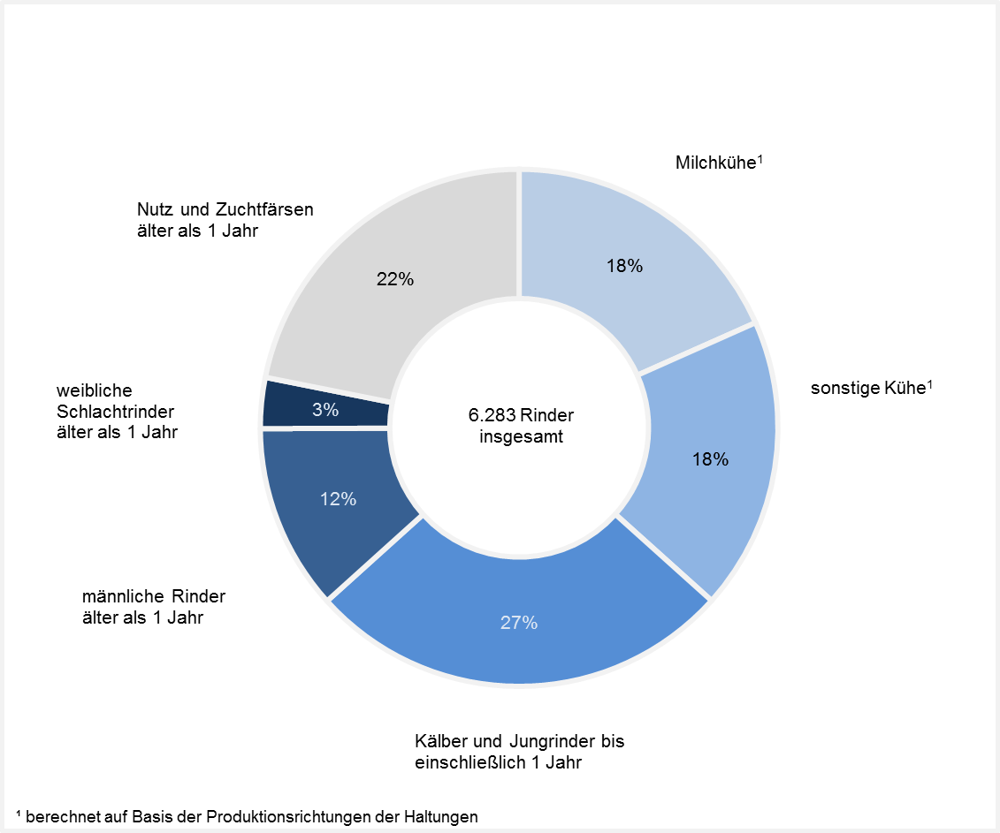 Milchkühe¹
Nutz und Zuchtfärsen
älter als 1 Jahr
18%
22%
weibliche
Schlachtrinder
älter als 1 Jahr
3%
6.283 Rinder
insgesamt
sonstige Kühe¹
18%
12%
männliche Rinder
älter als 1 Jahr
27%
Kälber und Jungrinder bis
einschließlich 1 Jahr
¹ berechnet auf Basis der Produktionsrichtungen der Haltungen